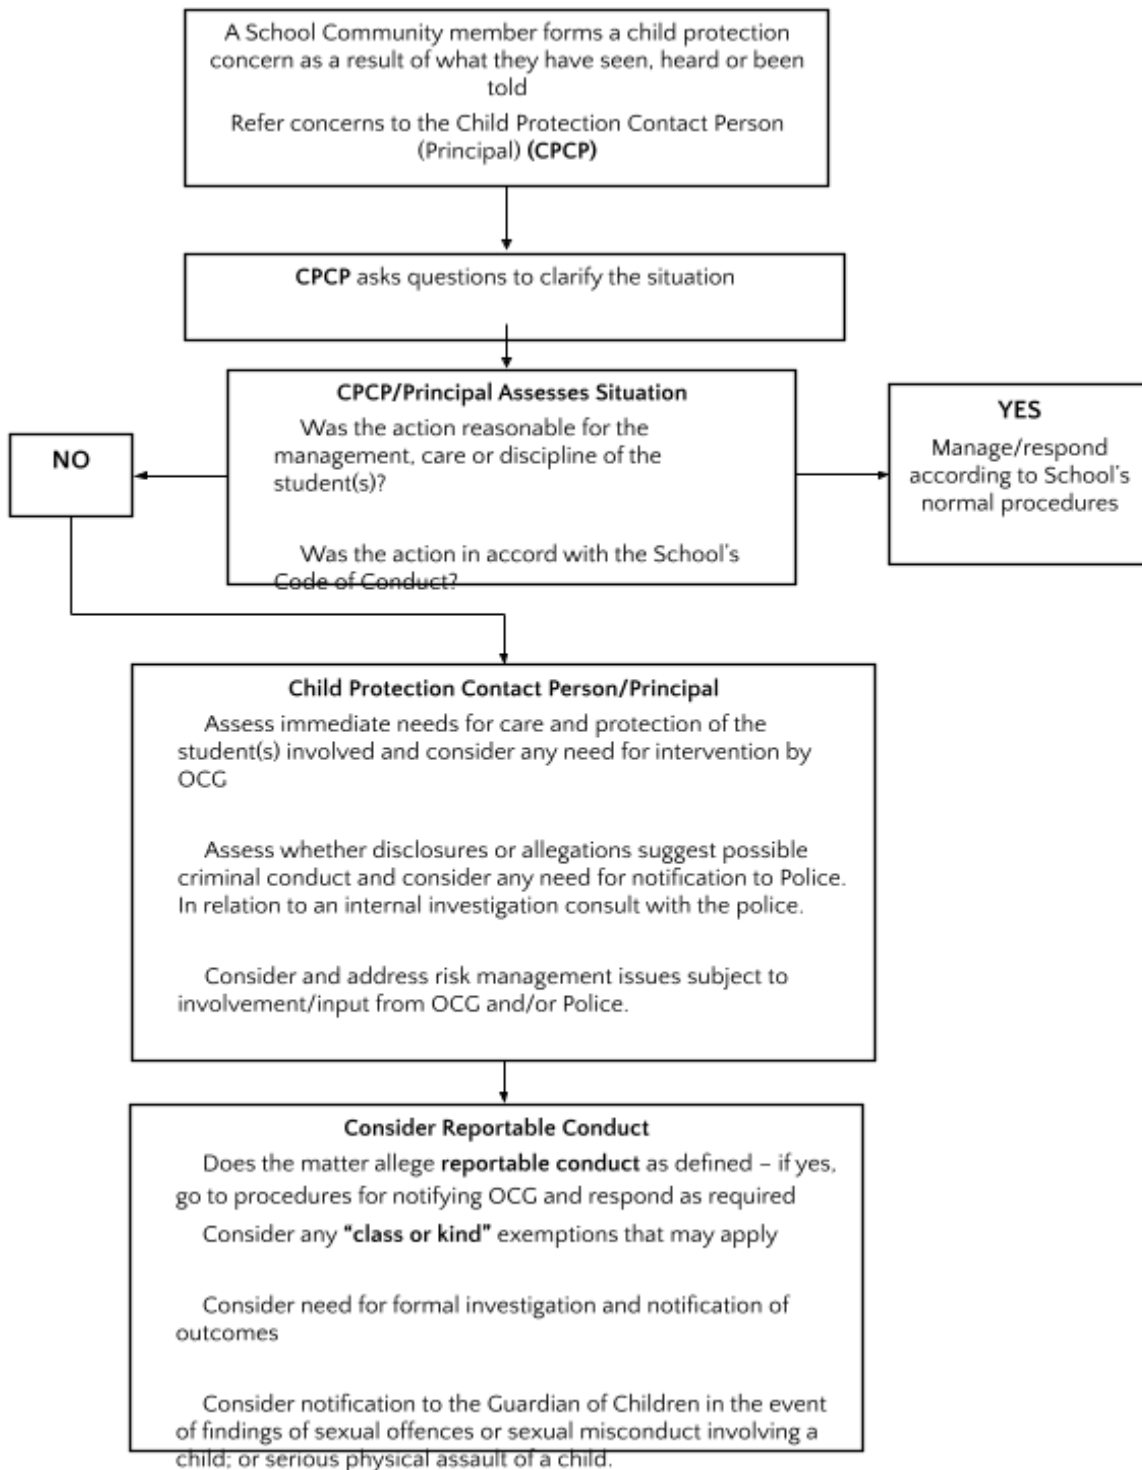 A School Community member forms a child protection
concern as a result of what they have seen, heard or been
told
Refer concerns to the Child Protection Contact Person
(Principal) (CPCP)
CPCP asks questions to clarify the situation
CPCP/Principal Assesses Situation
Was the action reasonable for the
management, care or discipline of the
student(s)?
Was the action in accord with the School's
Code of Conduct?
NO
YES
Manage/respond
according to School's
normal procedures
Child Protection Contact Person/Principal
Assess immediate needs for care and protection of the
student(s) involved and consider any need for intervention by
OCG
Assess whether disclosures or allegations suggest possible
criminal conduct and consider any need for notification to Police.
In relation to an internal investigation consult with the police.
Consider and address risk management issues subject to
involvement/input from OCG and/or Police.
Consider Reportable Conduct
Does the matter allege reportable conduct as defined – if yes,
go to procedures for notifying OCG and respond as required
Consider any “class or kind” exemptions that may apply
Consider need for formal investigation and notification of
outcomes
Consider notification to the Guardian of Children in the event
of findings of sexual offences or sexual misconduct involving a
child; or serious physical assault of a child.